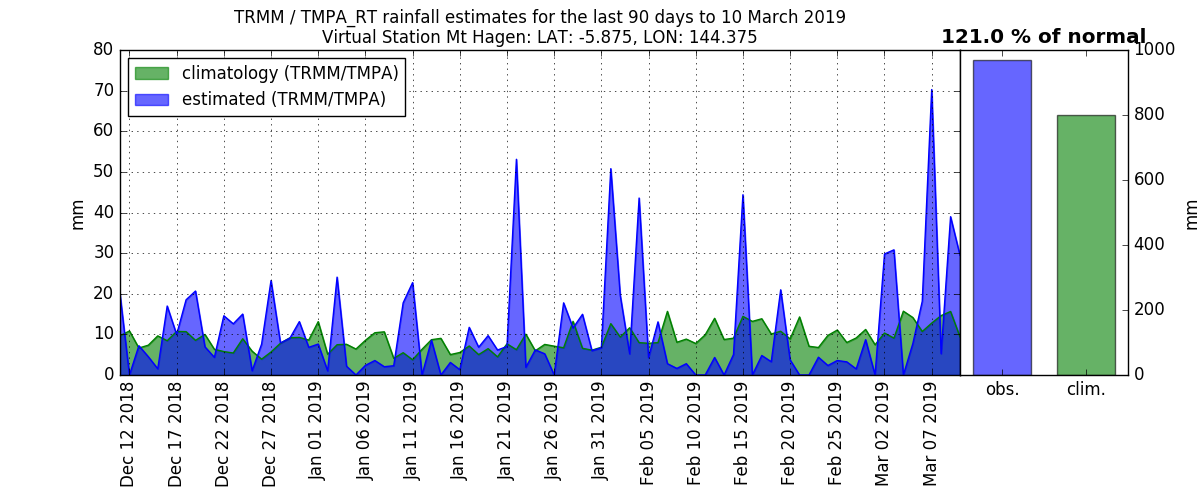 TRMM / TMPA_RT rainfall estimates for the last 90 days to 10 March 2019
Virtual Station Mt Hagen: LAT: -5.875, LON: 144.375
121.0 % of normal
climatology (TRMM/TMPA)
estimated (TRMM/TMPA)
80
70
60
50
40
30
20
10
0
mm
Dec 12 2018
Dec 17 2018
Dec 22 2018
Dec 27 2018
Jan 01 2019
Jan 06 2019
Jan 11 2019
Jan 16 2019
Jan 21 2019
Jan 26 2019
Jan 31 2019
Feb 05 2019
Feb 10 2019
Feb 15 2019
Feb 20 2019
Feb 25 2019
Mar 02 2019
Mar 07 2019
obs.
clim.
1000
800
600
400
200
0
mm